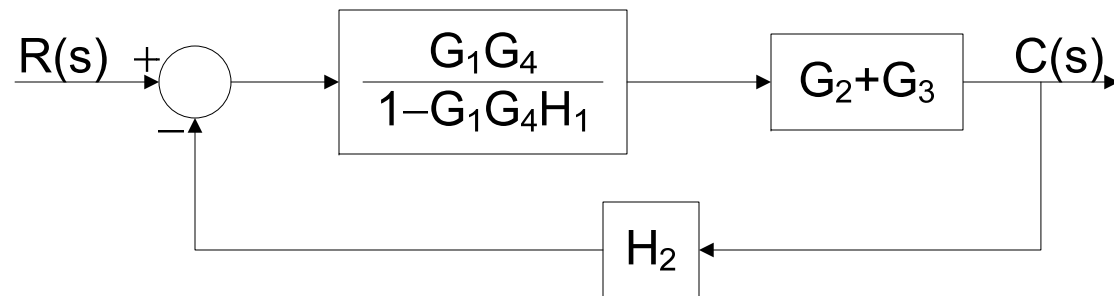 R(s)
+
−
G₁G₄
1−G₁G₄H₁
G₂+G₃
C(s)
H₂